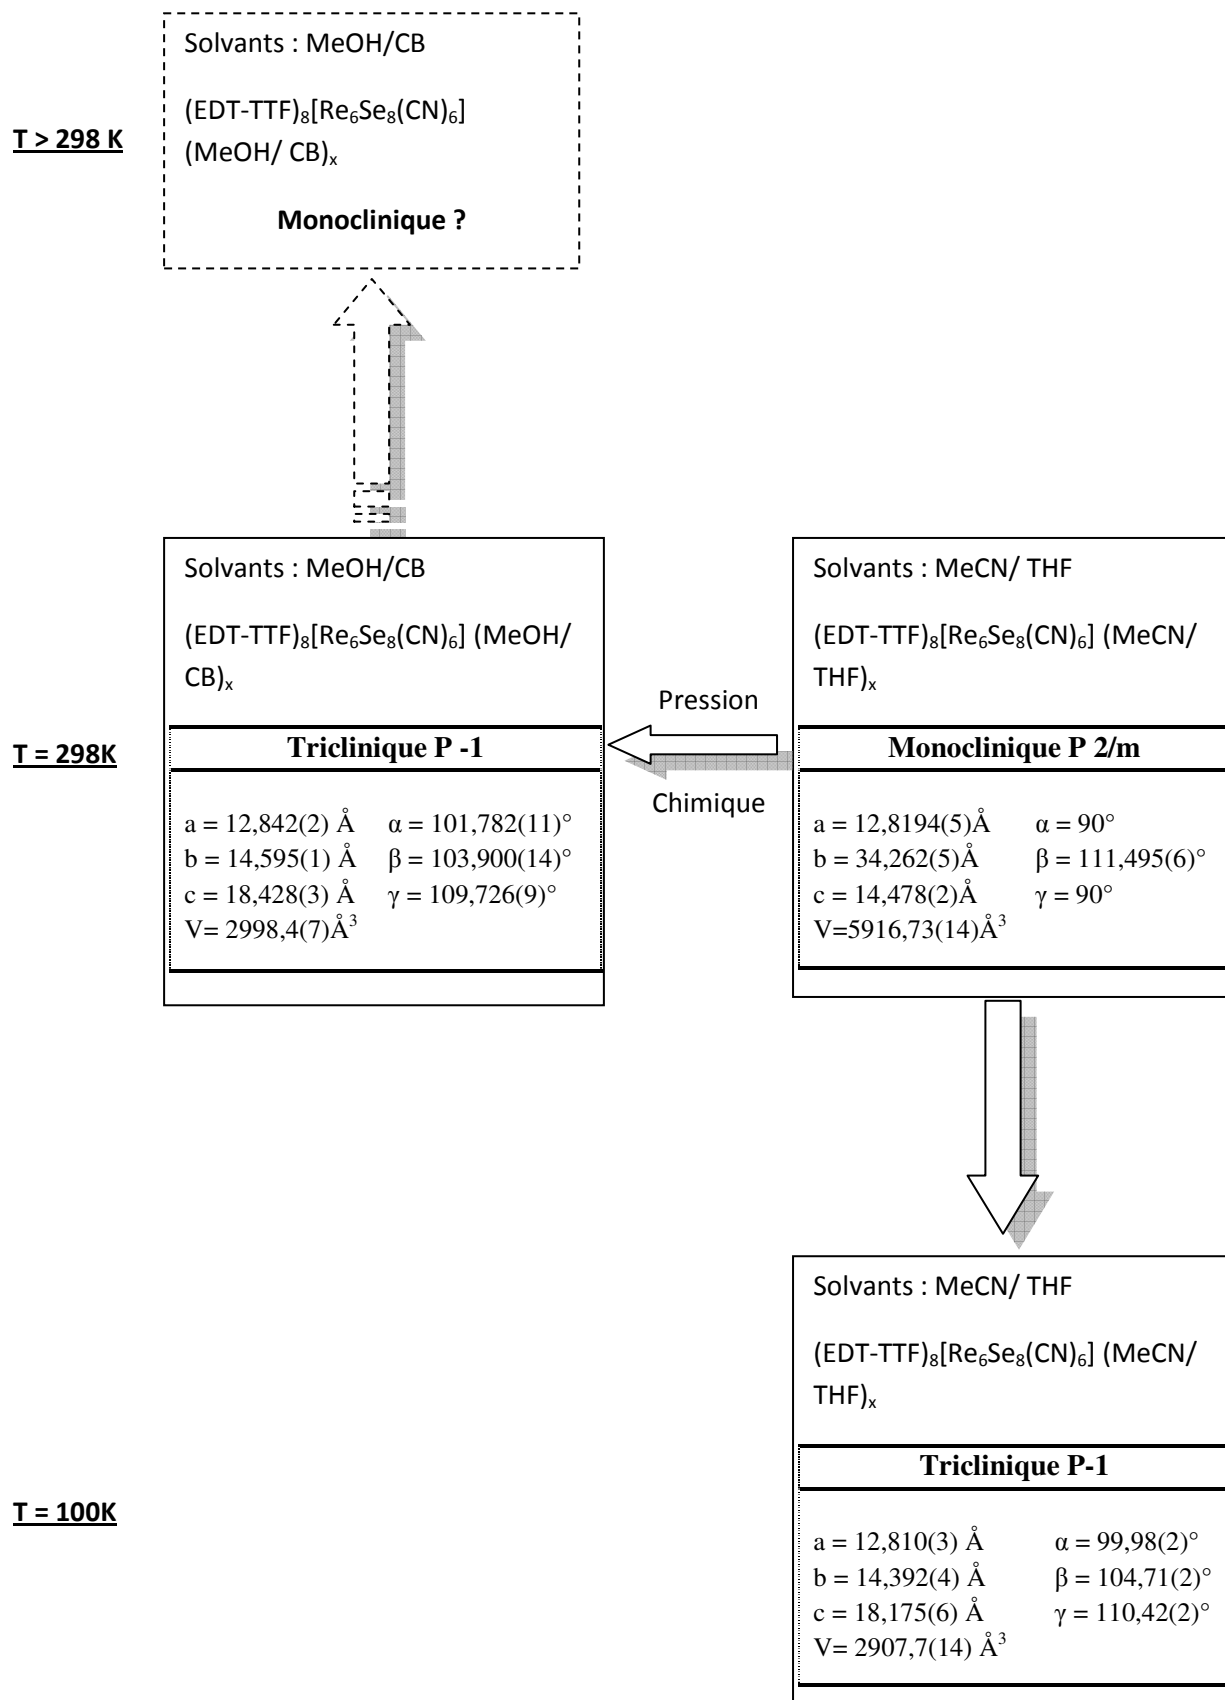 Solvants : MeOH/CB
(EDT-TTF)₈[Re₆Se₈(CN)₆]
(MeOH/ CB)ₓ
T > 298 K
Monoclinique ?
Solvants : MeOH/CB
(EDT-TTF)₈[Re₆Se₈(CN)₆] (MeOH/
CB)ₓ
T = 298K
Triclinique P -1
a = 12,842(2) Å α = 101,782(11)°
b = 14,595(1) Å β = 103,900(14)°
c = 18,428(3) Å γ = 109,726(9)°
V= 2998,4(7)Å³
Pression
Chimique
Solvants : MeCN/ THF
(EDT-TTF)₈[Re₆Se₈(CN)₆] (MeCN/
THF)ₓ
Monoclinique P 2/m
a = 12,8194(5)Å α = 90°
b = 34,262(5)Å β = 111,495(6)°
c = 14,478(2)Å γ = 90°
V=5916,73(14)Å³
Solvants : MeCN/ THF
(EDT-TTF)₈[Re₆Se₈(CN)₆] (MeCN/
THF)ₓ
T = 100K
Triclinique P-1
a = 12,810(3) Å α = 99,98(2)°
b = 14,392(4) Å β = 104,71(2)°
c = 18,175(6) Å γ = 110,42(2)°
V= 2907,7(14) Å³